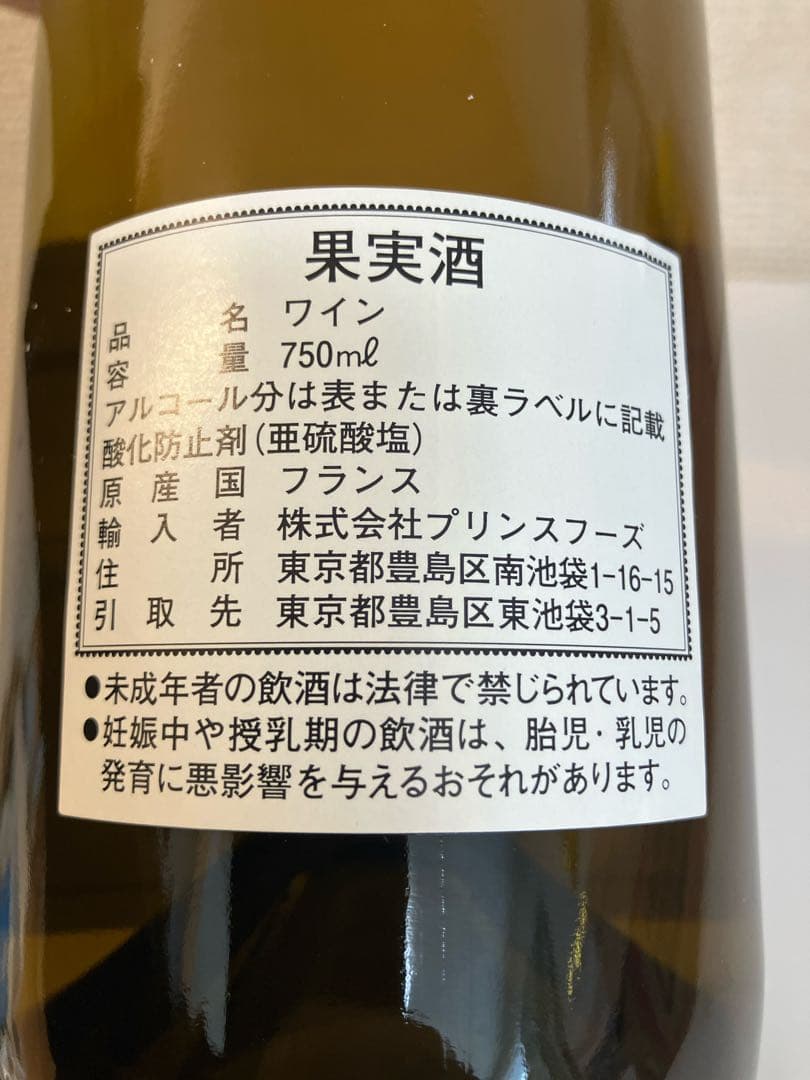 果実酒
品名 ワイン
容量 750mℓ
アルコール分は表または裏ラベルに記載
酸化防止剤(亜硫酸塩)
原産国 フランス
輸入者 株式会社プリンスフーズ
住所 東京都豊島区南池袋1-16-15
引取先 東京都豊島区東池袋3-1-5
●未成年者の飲酒は法律で禁じられています。
●妊娠中や授乳期の飲酒は、胎児・乳児の
発育に悪影響を与えるおそれがあります。